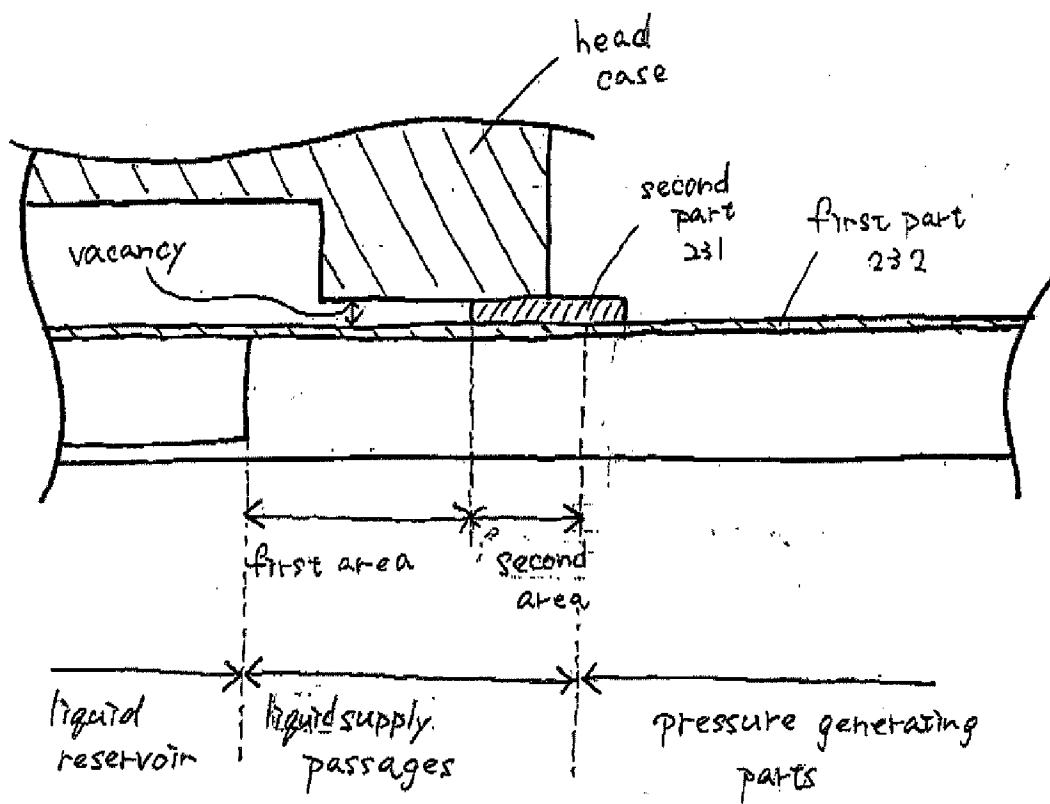 head
case
second
part
231
first part
232
vacancy
first area
second
area
liquid
reservoir
liquid supply
passages
pressure generating
parts